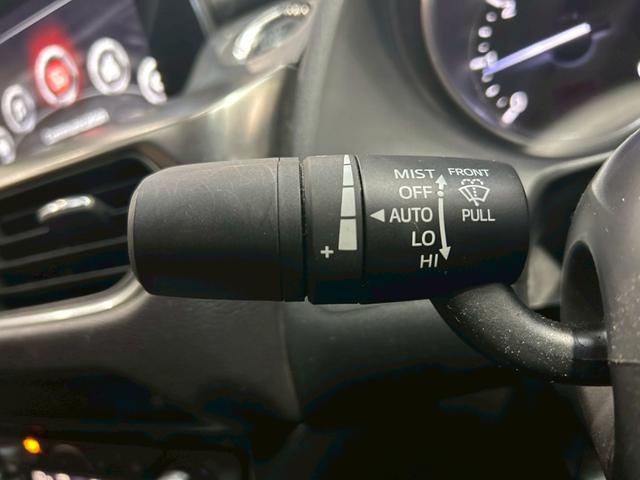 MIST FRONT
OFF
AUTO PULL
LO
HI
+